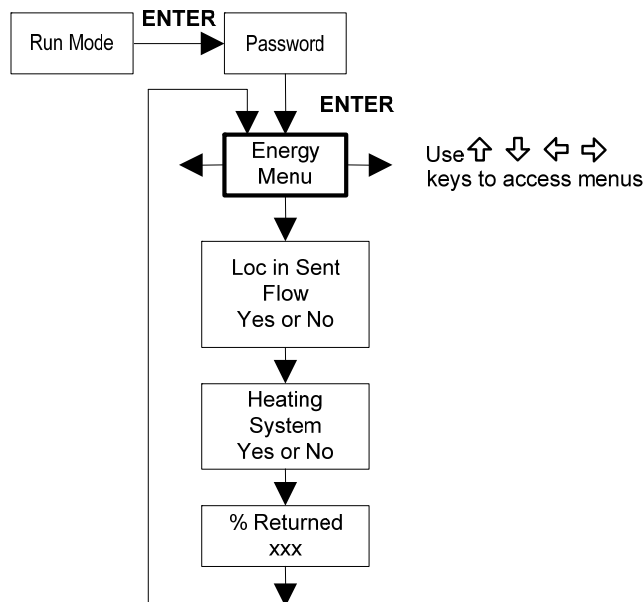 ENTER
Run Mode
Password
ENTER
Energy
Menu
Use ⇧ ⇩ ⇦ ⇨
keys to access menus
Loc in Sent
Flow
Yes or No
Heating
System
Yes or No
% Returned
xxx